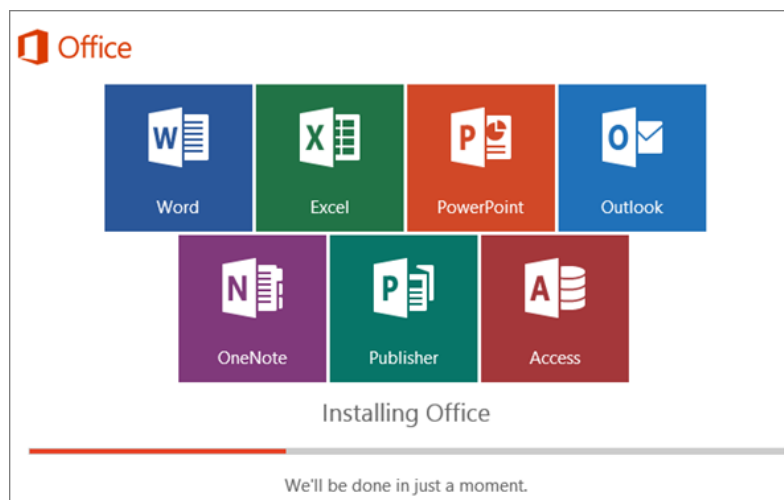 Office
W X P O
Word Excel PowerPoint Outlook
N P A
OneNote Publisher Access
Installing Office
We'll be done in just a moment.